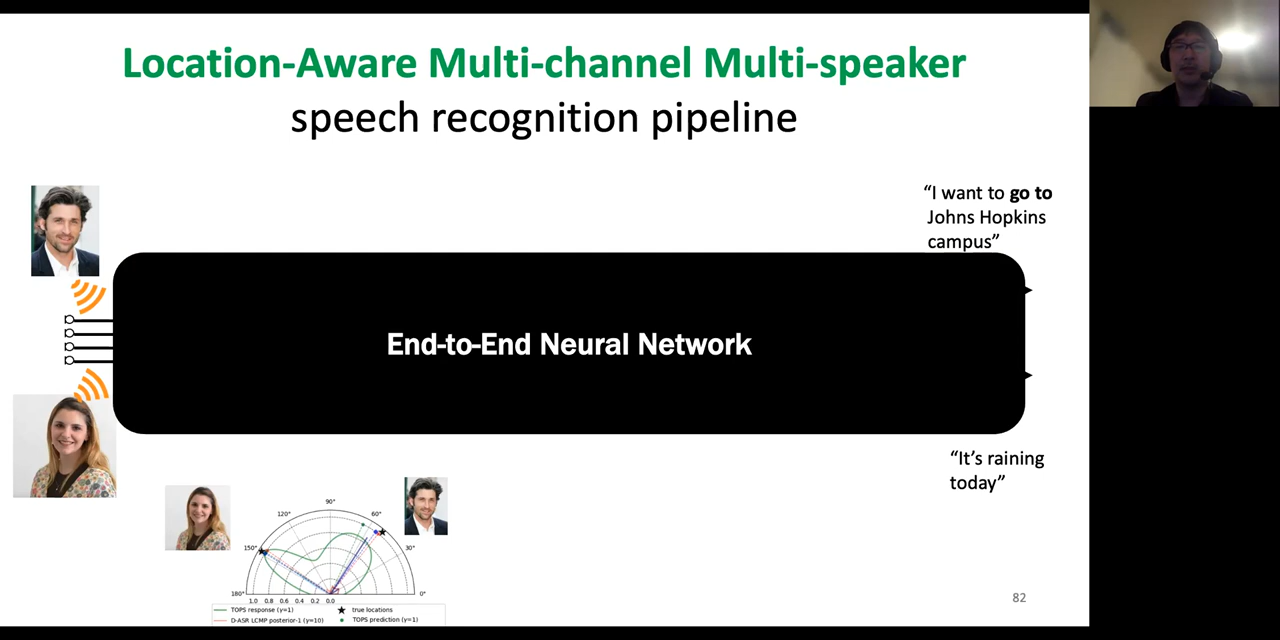 Location-Aware Multi-channel Multi-speaker
speech recognition pipeline
“I want to go to
Johns Hopkins
campus”
End-to-End Neural Network
“It’s raining
today”
90°
120°
60°
150°
30°
180°
0°
1.0 0.8 0.6 0.4 0.2 0.0
TOPS response (γ=1)
true locations
D-ASR LCMP posterior-1 (γ=10)
TOPS prediction (γ=1)
82